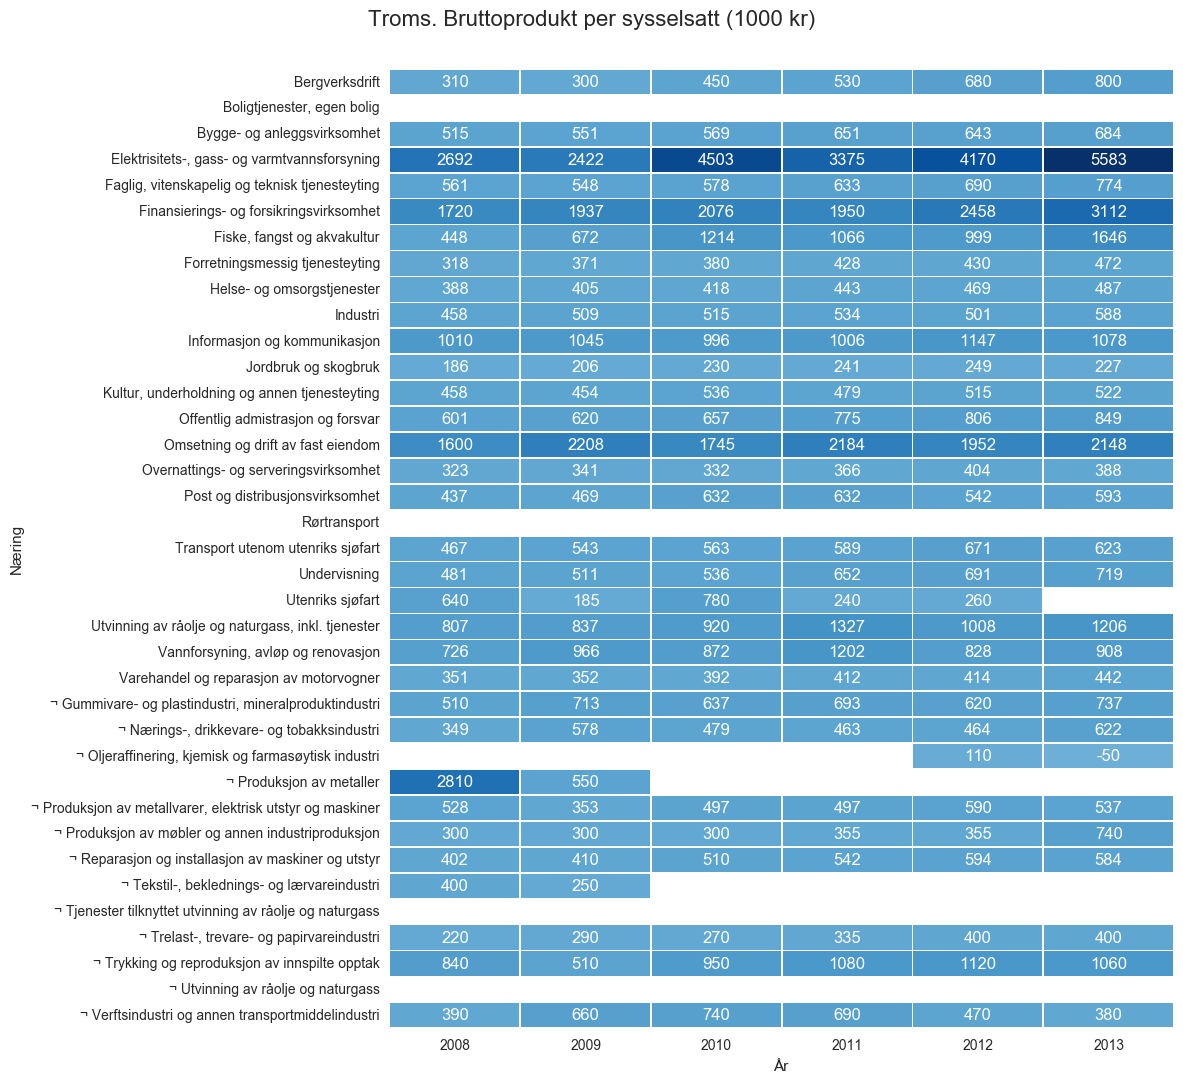 Troms. Bruttoprodukt per sysselsatt (1000 kr)
Bergverksdrift 310 300 450 530 680 800
Boligtjenester, egen bolig
Bygge- og anleggsvirksomhet 515 551 569 651 643 684
Elektrisitets-, gass- og varmtvannsforsyning 2692 2422 4503 3375 4170 5583
Faglig, vitenskapelig og teknisk tjenesteyting 561 548 578 633 690 774
Finansierings- og forsikringsvirksomhet 1720 1937 2076 1950 2458 3112
Fiske, fangst og akvakultur 448 672 1214 1066 999 1646
Forretningsmessig tjenesteyting 318 371 380 428 430 472
Helse- og omsorgstjenester 388 405 418 443 469 487
Industri 458 509 515 534 501 588
Informasjon og kommunikasjon 1010 1045 996 1006 1147 1078
Jordbruk og skogbruk 186 206 230 241 249 227
Kultur, underholdning og annen tjenesteyting 458 454 536 479 515 522
Offentlig admistrasjon og forsvar 601 620 657 775 806 849
Omsetning og drift av fast eiendom 1600 2208 1745 2184 1952 2148
Overnattings- og serveringsvirksomhet 323 341 332 366 404 388
Post og distribusjonsvirksomhet 437 469 632 632 542 593
Rørtransport
Transport utenom utenriks sjøfart 467 543 563 589 671 623
Undervisning 481 511 536 652 691 719
Utenriks sjøfart 640 185 780 240 260
Utvinning av råolje og naturgass, inkl. tjenester 807 837 920 1327 1008 1206
Vannforsyning, avløp og renovasjon 726 966 872 1202 828 908
Varehandel og reparasjon av motorvogner 351 352 392 412 414 442
¬ Gummivare- og plastindustri, mineralproduktindustri 510 713 637 693 620 737
¬ Nærings-, drikkevare- og tobakksindustri 349 578 479 463 464 622
¬ Oljeraffinering, kjemisk og farmasøytisk industri 110 -50
¬ Produksjon av metaller 2810 550
¬ Produksjon av metallvarer, elektrisk utstyr og maskiner 528 353 497 497 590 537
¬ Produksjon av møbler og annen industriproduksjon 300 300 300 355 355 740
¬ Reparasjon og installasjon av maskiner og utstyr 402 410 510 542 594 584
¬ Tekstil-, beklednings- og lærvareindustri 400 250
¬ Tjenester tilknyttet utvinning av råolje og naturgass
¬ Trelast-, trevare- og papirvareindustri 220 290 270 335 400 400
¬ Trykking og reproduksjon av innspilte opptak 840 510 950 1080 1120 1060
¬ Utvinning av råolje og naturgass
¬ Verftsindustri og annen transportmiddelindustri 390 660 740 690 470 380
2008 2009 2010 2011 2012 2013
År
Næring